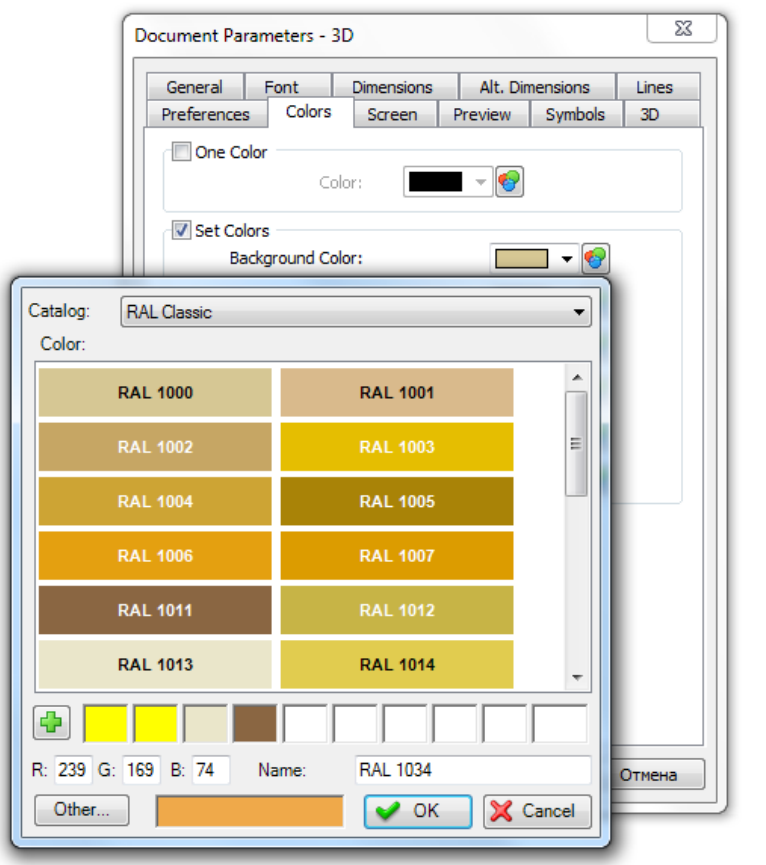 Document Parameters - 3D
General Font Dimensions Alt. Dimensions Lines
Preferences Colors Screen Preview Symbols 3D
One Color
Color:
Set Colors
Background Color:
Catalog: RAL Classic
Color:
RAL 1000 RAL 1001
RAL 1002 RAL 1003
RAL 1004 RAL 1005
RAL 1006 RAL 1007
RAL 1011 RAL 1012
RAL 1013 RAL 1014
R: 239 G: 169 B: 74 Name: RAL 1034
Отмена
Other... OK Cancel